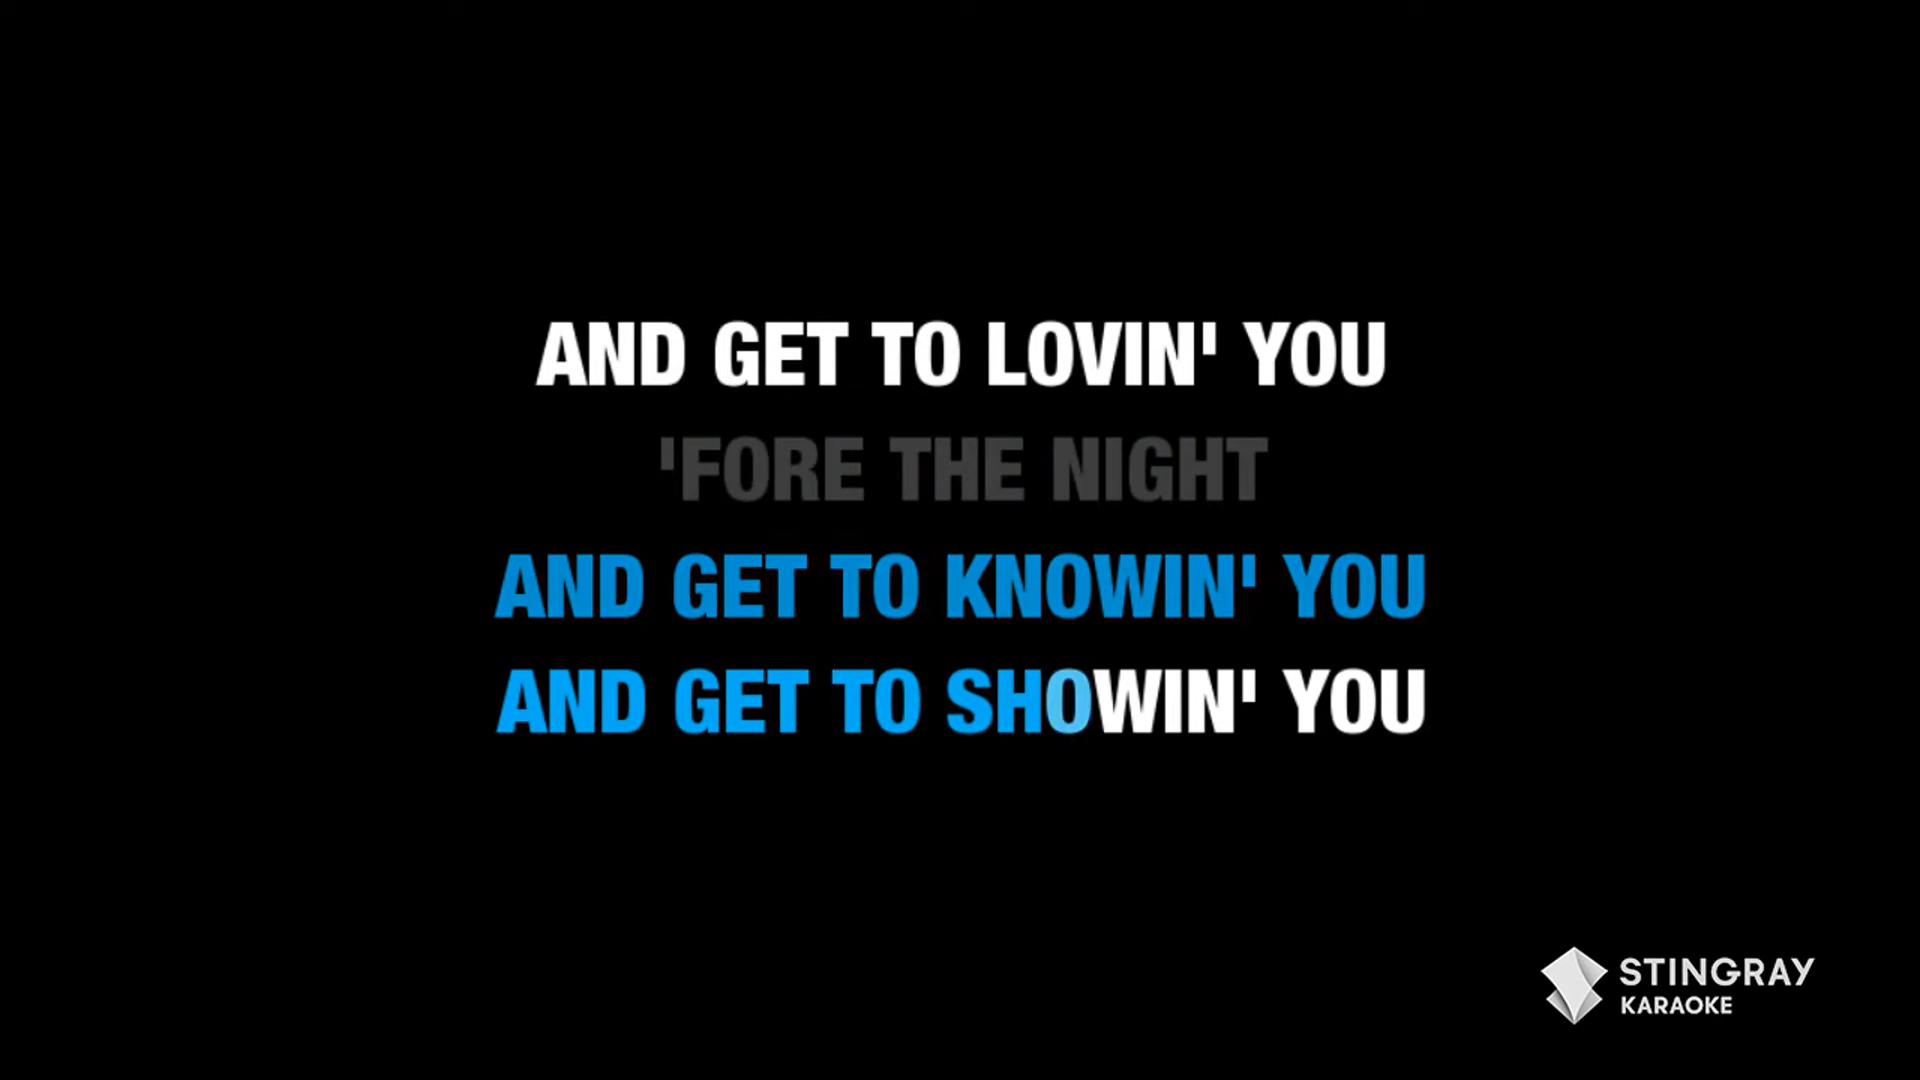 AND GET TO LOVIN' YOU
'FORE THE NIGHT
AND GET TO KNOWIN' YOU
AND GET TO SHOWIN' YOU
STINGRAY
KARAOKE